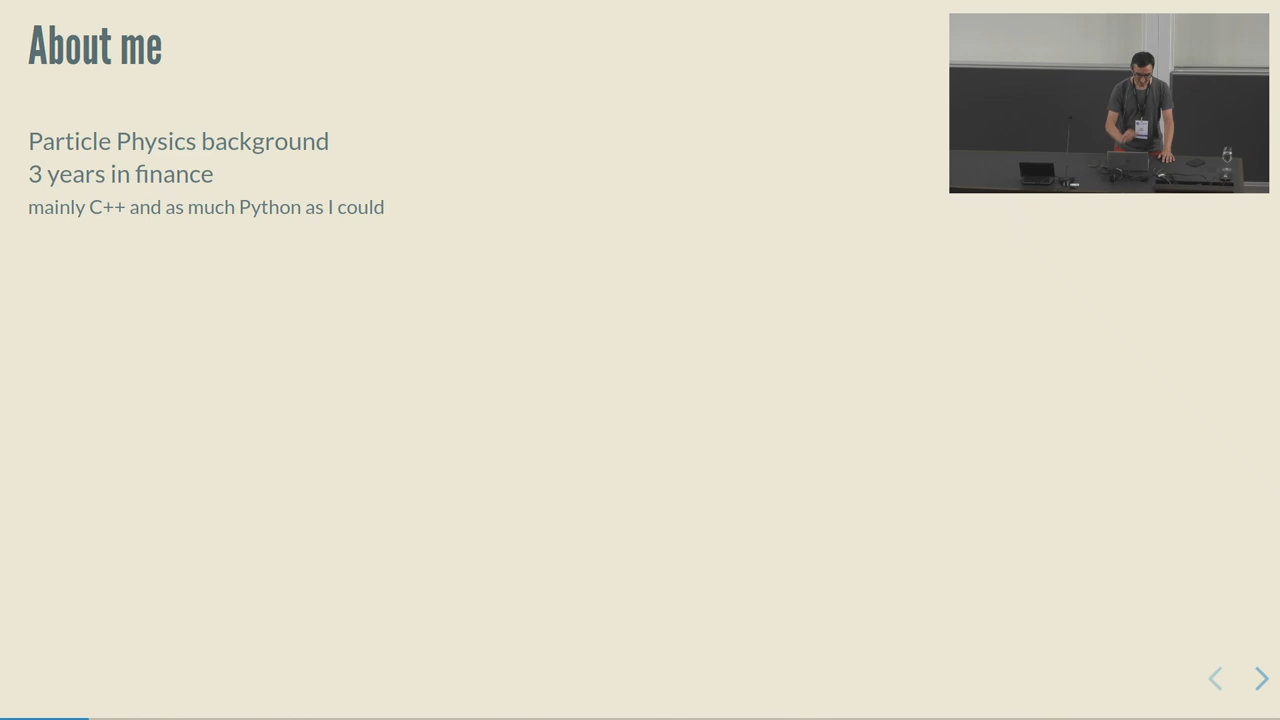 About me
Particle Physics background
3 years in finance
mainly C++ and as much Python as I could